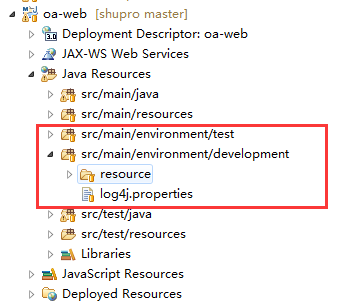 oa-web [shupro master]
3.0 Deployment Descriptor: oa-web
JAX-WS Web Services
Java Resources
src/main/java
src/main/resources
src/main/environment/test
src/main/environment/development
resource
log4j.properties
src/test/java
src/test/resources
Libraries
JavaScript Resources
Deployed Resources